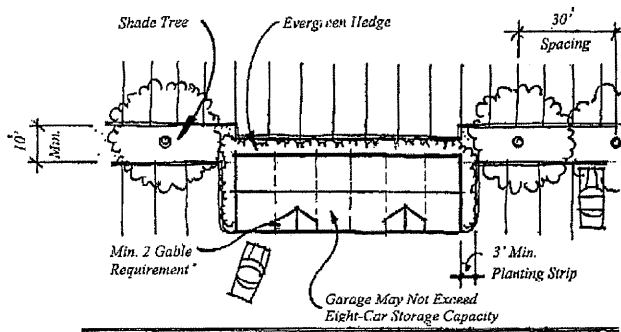 Shade Tree
Evergreen Hedge
30'
Spacing
10'
Min.
Min. 2 Gable
Requirement"
3' Min.
Planting Strip
Garage May Not Exceed
Eight-Car Storage Capacity